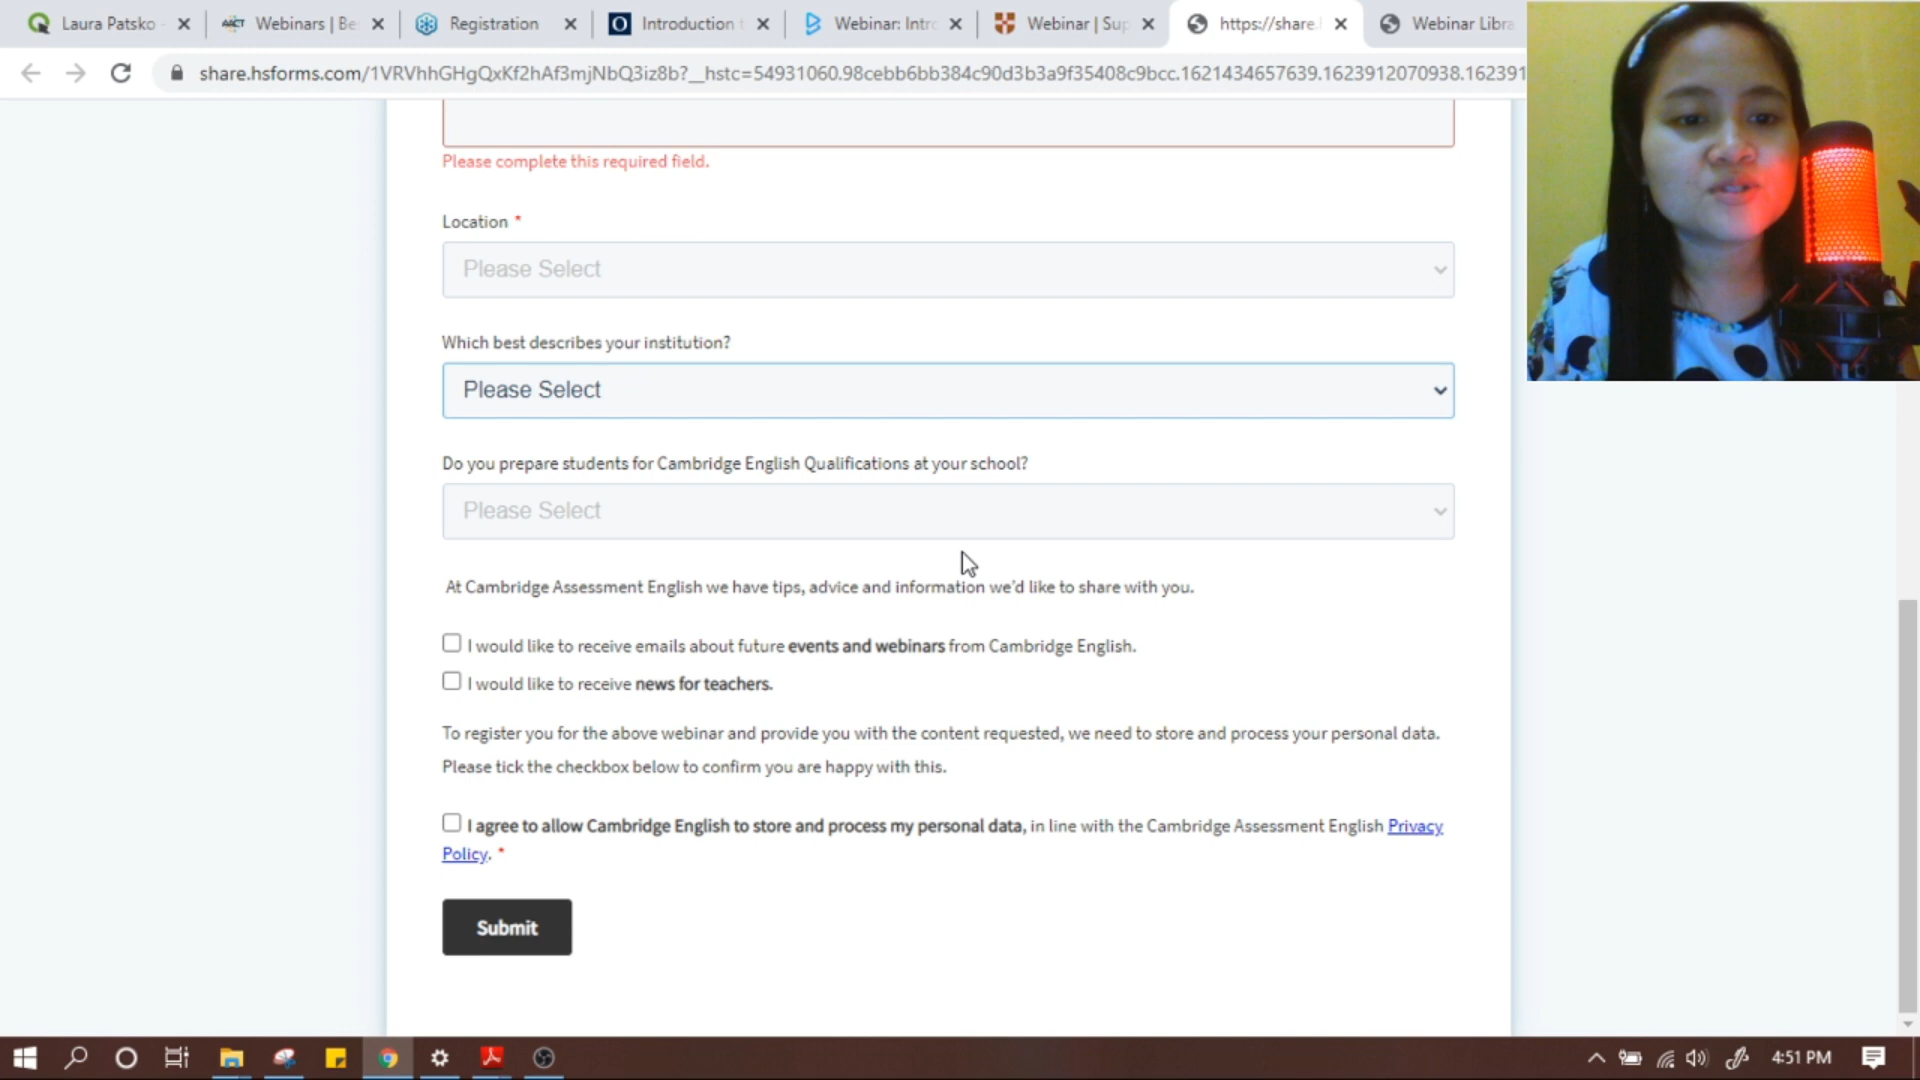 Laura Patsko
Webinars | Be
Registration
Introduction t
Webinar: Intro
Webinar | Sup
https://share.
Webinar Libra
share.hsforms.com/1VRVhhGHgQxKf2hAf3mjNbQ3iz8b?__hstc=54931060.98cebb6bb384c90d3b3a9f35408c9bcc.1621434657639.1623912070938.162391
Please complete this required field.
Location *
Please Select
Which best describes your institution?
Please Select
Do you prepare students for Cambridge English Qualifications at your school?
Please Select
At Cambridge Assessment English we have tips, advice and information we'd like to share with you.
I would like to receive emails about future events and webinars from Cambridge English.
I would like to receive news for teachers.
To register you for the above webinar and provide you with the content requested, we need to store and process your personal data.
Please tick the checkbox below to confirm you are happy with this.
I agree to allow Cambridge English to store and process my personal data, in line with the Cambridge Assessment English Privacy
Policy. *
Submit
4:51 PM